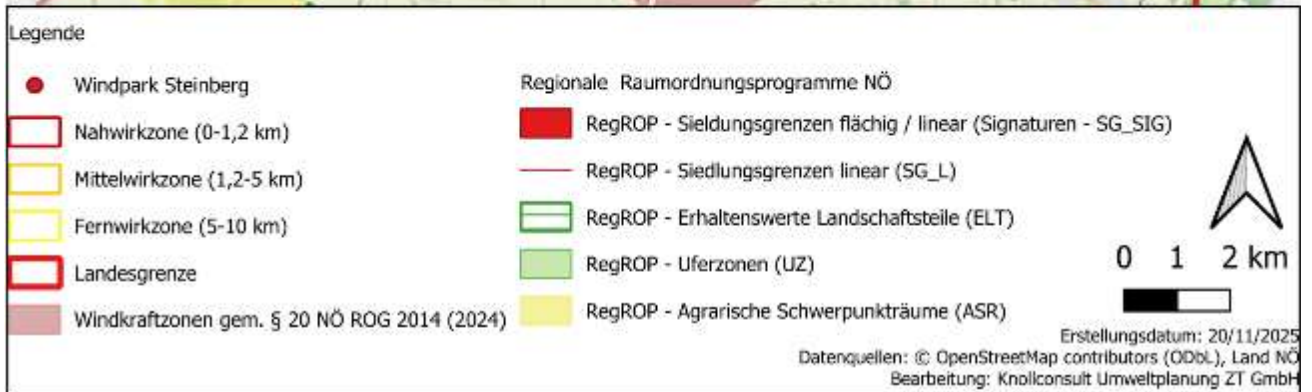 Legende
Windpark Steinberg
Nahwirkzone (0-1,2 km)
Mittelwirkzone (1,2-5 km)
Fernwirkzone (5-10 km)
Landesgrenze
Windkraftzonen gem. § 20 NÖ ROG 2014 (2024)
Regionale Raumordnungsprogramme NÖ
RegROP - Sieldungsgrenzen flächig / linear (Signaturen - SG_SIG)
RegROP - Siedlungsgrenzen linear (SG_L)
RegROP - Erhaltenswerte Landschaftsteile (ELT)
RegROP - Uferzonen (UZ)
RegROP - Agrarische Schwerpunkträume (ASR)
0 1 2 km
Erstellungsdatum: 20/11/2025
Datenquellen: © OpenStreetMap contributors (ODbL), Land NÖ
Bearbeitung: Knollconsult Umweltplanung ZT GmbH